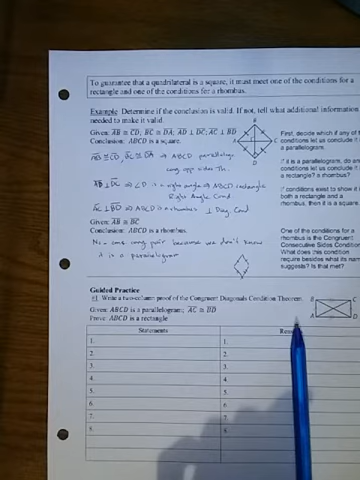 To guarantee that a quadrilateral is a square, it must meet one of the conditions for a
rectangle and one of the conditions for a rhombus.
Example Determine if the conclusion is valid. If not, tell what additional information
needed to make it valid.
Given: AB ≅ CD; BC ≅ DA; AD ⊥ DC; AC ⊥ BD
Conclusion: ABCD is a square.
AB ≅ CD, BC ≅ DA ⇒ ABCD parallelogram
cong opp sides Th.
⇒ ∠D is a right angle ⇒ ABCD rectangle
Right Angle Cond.
AC ⊥ BD ⇒ ABCD is a rhombus ⊥ Diag Cond
B
A
C
D
First, decide if any of t
conditions let us conclude it
a parallelogram.
If it is a parallelogram, do an
conditions let us conclude it
rectangle? a rhombus?
If conditions exist to show it i
both a rectangle and a
rhombus, then it is a square.
Given: AB ≅ BC
Conclusion: ABCD is a rhombus.
No - one cong pair because we don't know
it is a parallelogram
One of the conditions for a
rhombus is the Congruent
Consecutive Sides Condition
What does this condition
require besides what its nam
suggests? Is that met?
Guided Practice
#1 Write a two-column proof of the Congruent Diagonals Condition Theorem.
Given: ABCD is a parallelogram; AC ≅ BD
Prove: ABCD is a rectangle
B
C
A
D
Statements
Reas
1.
1.
2.
2.
3.
3.
4.
4.
5.
5.
6.
6.
7.
7.
8.
8.